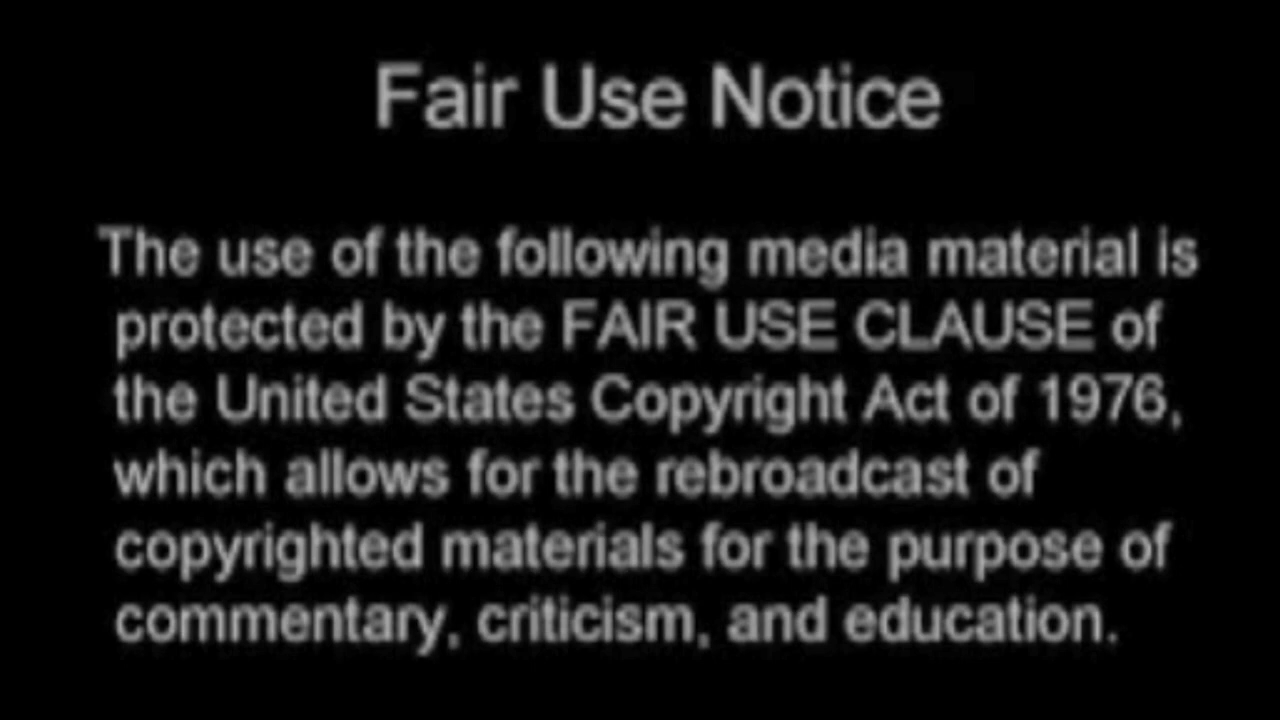 Fair Use Notice
The use of the following media material is
protected by the FAIR USE CLAUSE of
the United States Copyright Act of 1976,
which allows for the rebroadcast of
copyrighted materials for the purpose of
commentary, criticism, and education.